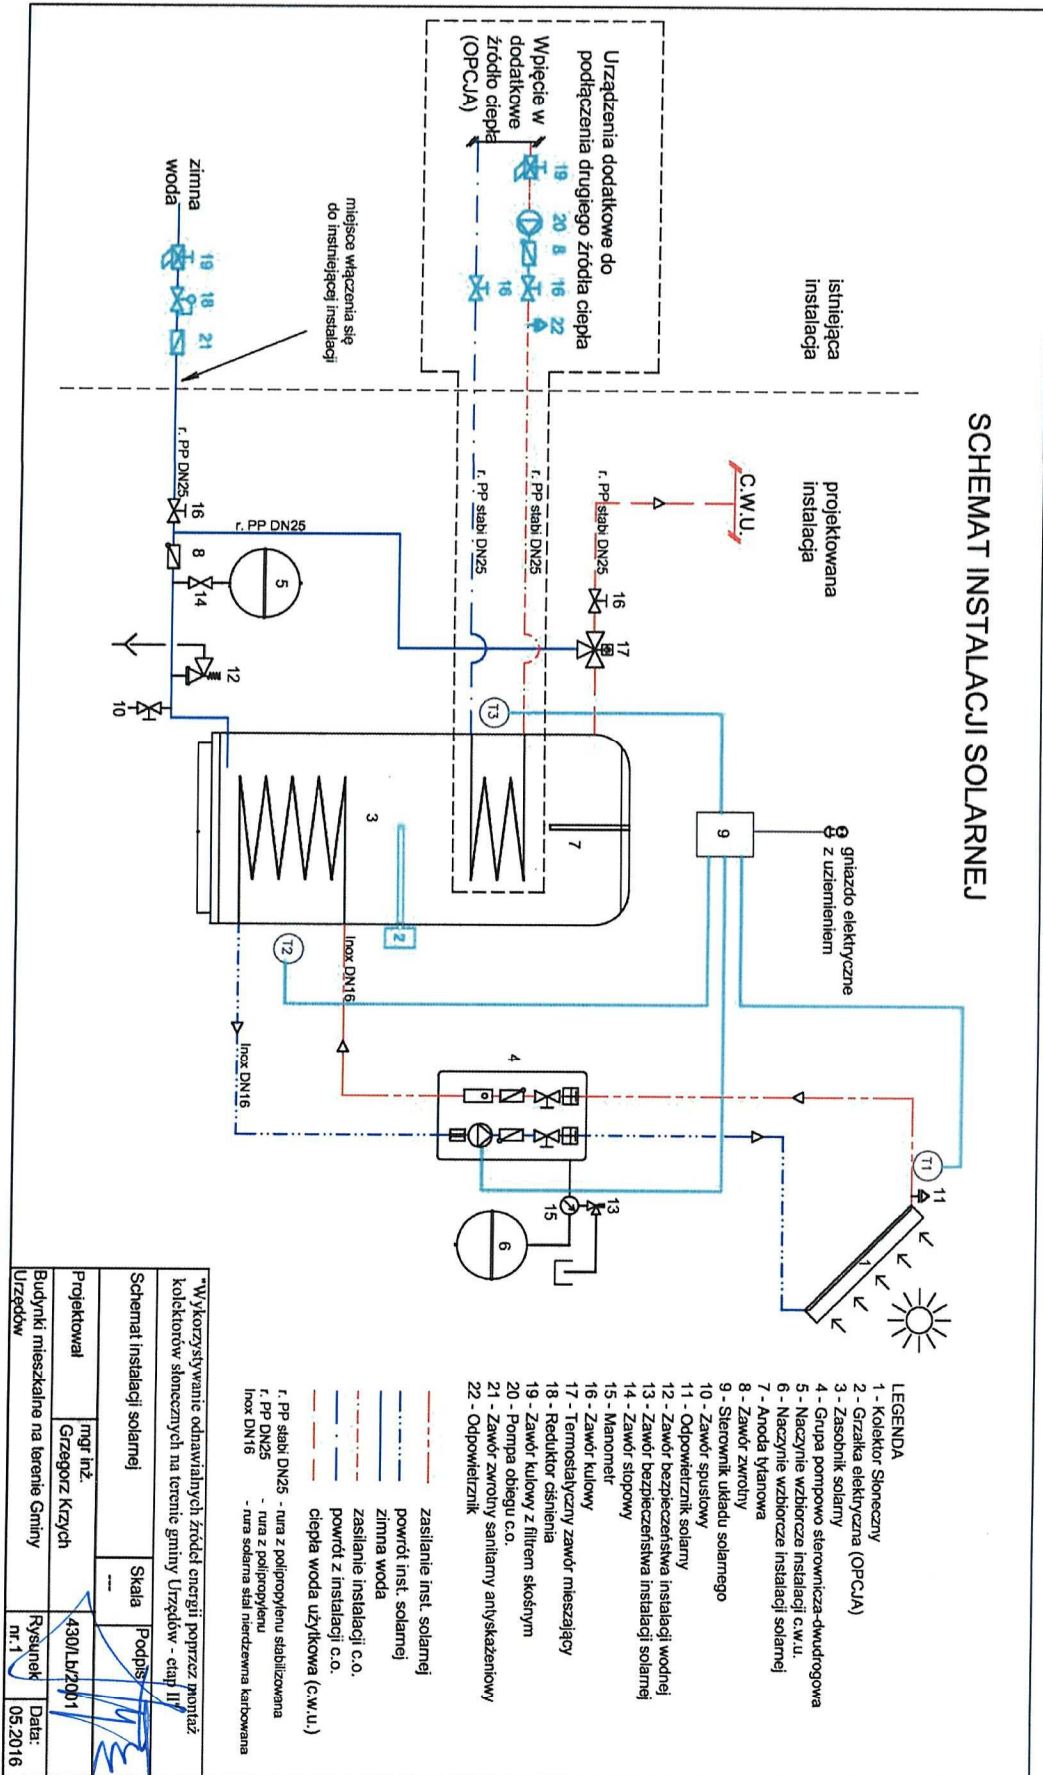 SCHEMAT INSTALACJI SOLARNEJ
istniejąca
instalacja
projektowana
instalacja
Urządzenia dodatkowe do
podłączenia drugiego źródła ciepła
Wpięcie w
dodatkowe
źródło ciepła
(OPCJA)
19
20
8
16
22
16
C.W.U.
r. PP stabi DN25
16
17
r. PP stabi DN25
r. PP stabi DN25
miejsce włączenia się
do instniejącej instalacji
zimna
woda
19
18
21
r. PP DN25
16
r. PP DN25
8
14
5
12
10
T3
7
3
2
T2
9
gniazdo elektryczne
z uziemieniem
Inox DN16
Inox DN16
4
T1
11
1
13
15
6
LEGENDA
1 - Kolektor Słoneczny
2 - Grzałka elektryczna (OPCJA)
3 - Zasobnik solarny
4 - Grupa pompowo sterownicza-dwudrogowa
5 - Naczynie wzbiorcze instalacji c.w.u.
6 - Naczynie wzbiorcze instalacji solarnej
7 - Anoda tytanowa
8 - Zawór zwrotny
9 - Sterownik układu solarnego
10 - Zawór spustowy
11 - Odpowietrznik solarny
12 - Zawór bezpieczeństwa instalacji wodnej
13 - Zawór bezpieczeństwa instalacji solarnej
14 - Zawór stopowy
15 - Manometr
16 - Zawór kulowy
17 - Termostatyczny zawór mieszający
18 - Reduktor ciśnienia
19 - Zawór kulowy z filtrem skośnym
20 - Pompa obiegu c.o.
21 - Zawór zwrotny sanitarny antyskażeniowy
22 - Odpowietrznik
zasilanie inst. solarnej
powrót inst. solarnej
zimna woda
zasilanie instalacji c.o.
powrót z instalacji c.o.
ciepła woda użytkowa (c.w.u.)
r. PP stabi DN25 - rura z polipropylenu stabilizowana
r. PP DN25 - rura z polipropylenu
Inox DN16 - rura solarna stal nierdzewna karbowana
"Wykorzystywanie odnawialnych źródeł energii poprzez montaż
kolektorów słonecznych na terenie gminy Urzędów - etap II"
Schemat instalacji solarnej
Skala
---
Podpis
Projektował
mgr inż.
Grzegorz Krzych
430/Lb/2001
Budynki mieszkalne na terenie Gminy
Urzędów
Rysunek
nr.1
Data:
05.2016